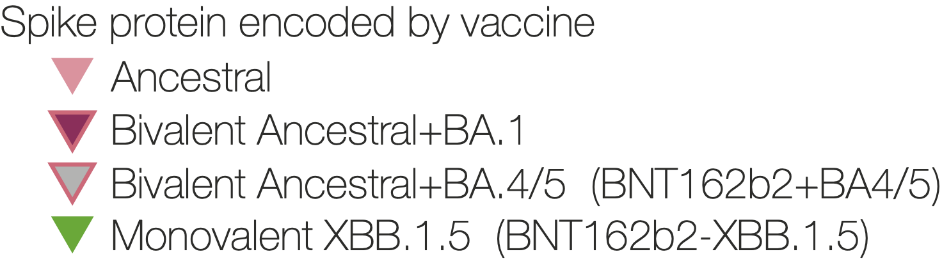 Spike protein encoded by vaccine
Ancestral
Bivalent Ancestral+BA.1
Bivalent Ancestral+BA.4/5 (BNT162b2+BA4/5)
Monovalent XBB.1.5 (BNT162b2-XBB.1.5)